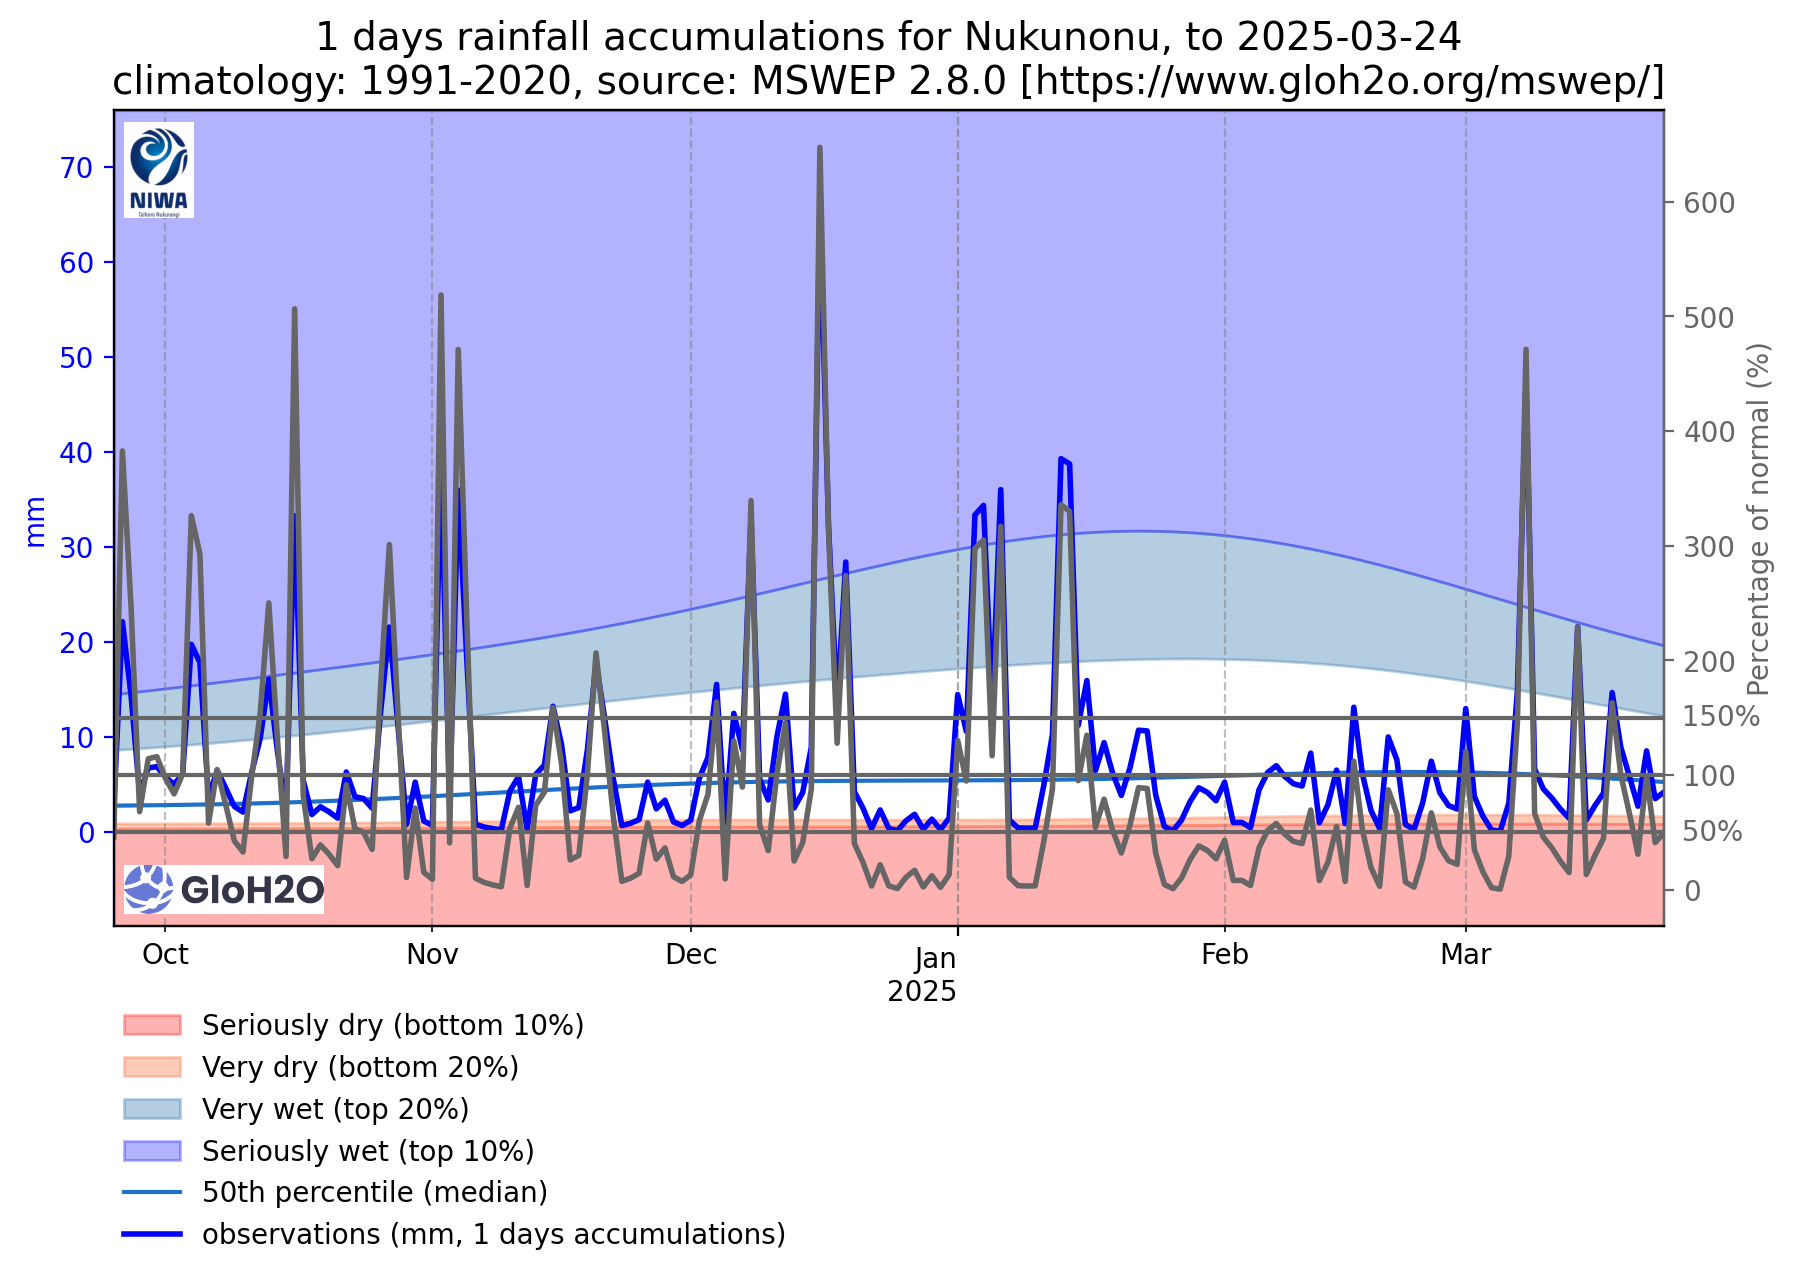 1 days rainfall accumulations for Nukunonu, to 2025-03-24
climatology: 1991-2020, source: MSWEP 2.8.0 [https://www.gloh2o.org/mswep/]
NIWA
Taihoro Nukurangi
70
60
50
40
30
20
10
0
mm
600
500
400
300
200
150%
100
50%
0
Percentage of normal (%)
GloH2O
Oct
Nov
Dec
Jan
2025
Feb
Mar
Seriously dry (bottom 10%)
Very dry (bottom 20%)
Very wet (top 20%)
Seriously wet (top 10%)
50th percentile (median)
observations (mm, 1 days accumulations)